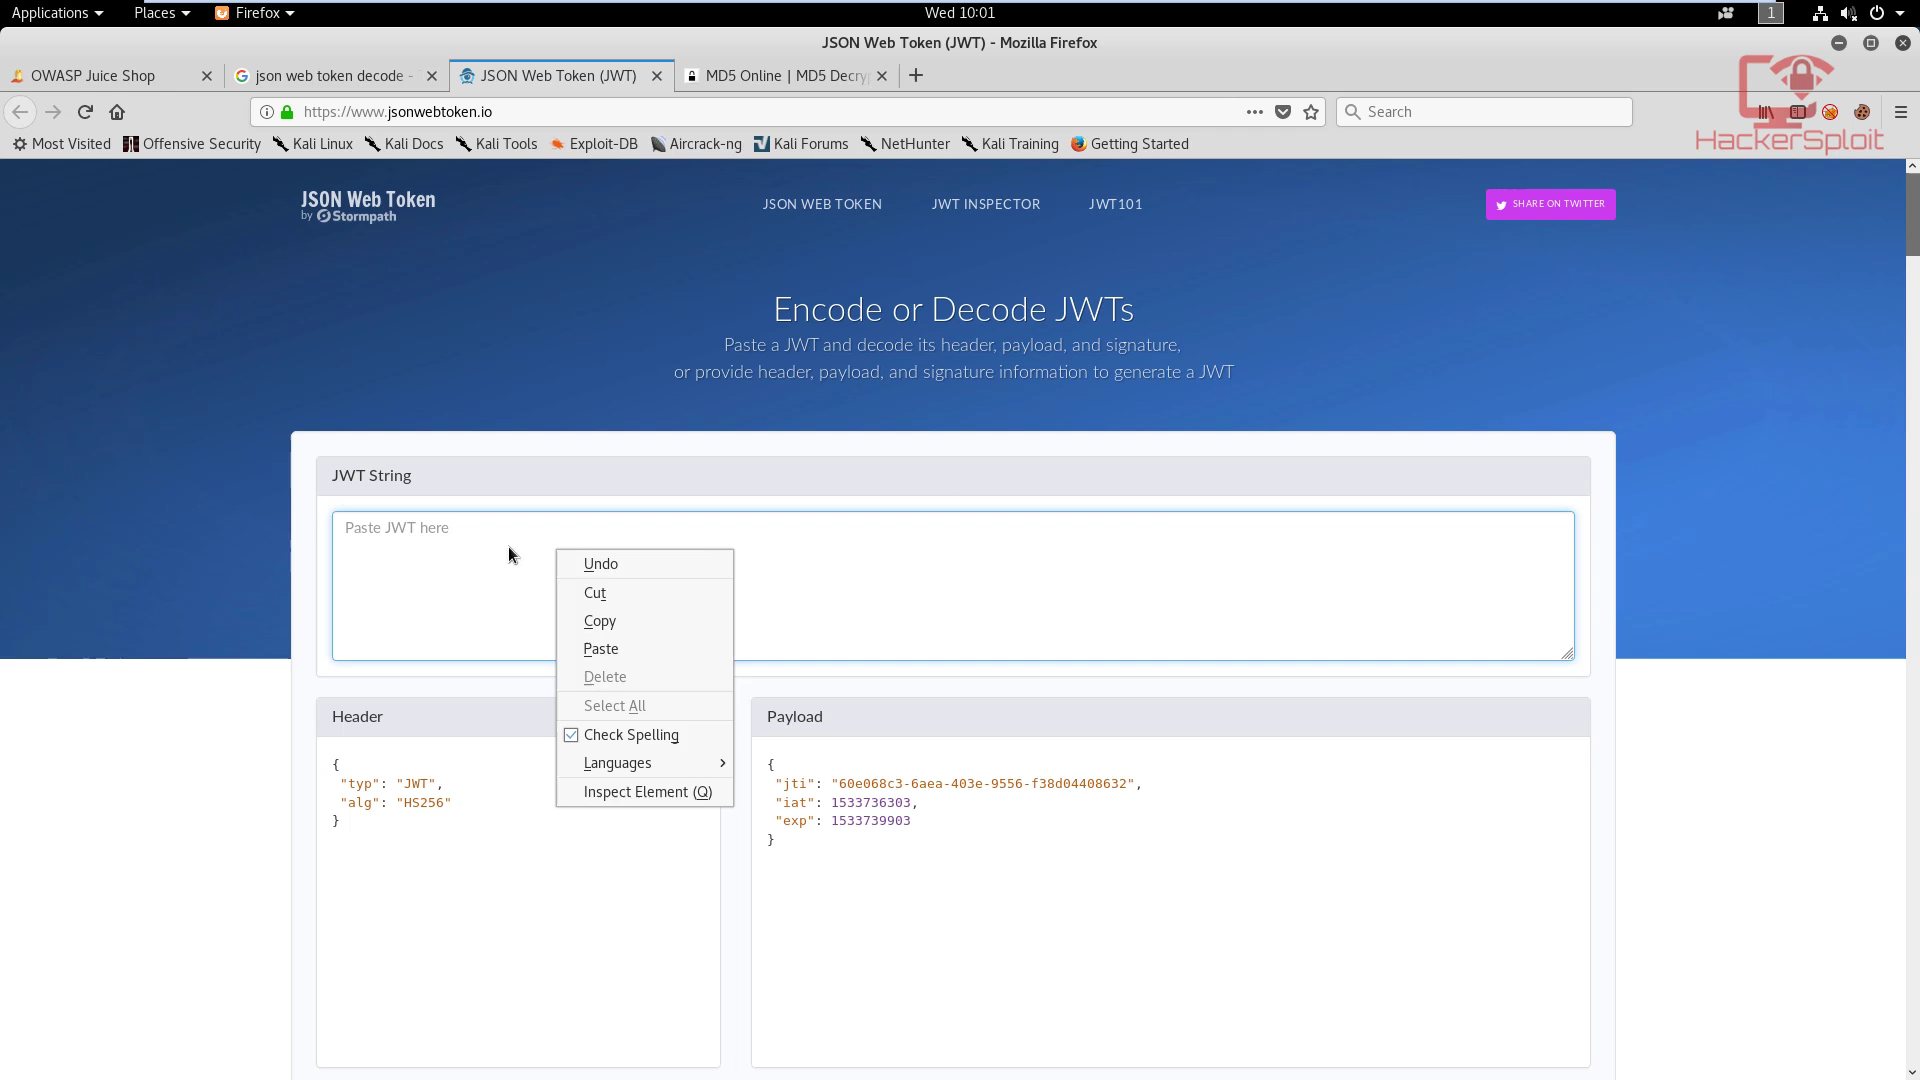 Applications Places Firefox Wed 10:01 1
JSON Web Token (JWT) - Mozilla Firefox
OWASP Juice Shop json web token decode - JSON Web Token (JWT) MD5 Online | MD5 Decry
https://www.jsonwebtoken.io Search
HackerSploit
Most Visited Offensive Security Kali Linux Kali Docs Kali Tools Exploit-DB Aircrack-ng Kali Forums NetHunter Kali Training Getting Started
JSON Web Token
by Stormpath
JSON WEB TOKEN JWT INSPECTOR JWT101
SHARE ON TWITTER
Encode or Decode JWTs
Paste a JWT and decode its header, payload, and signature,
or provide header, payload, and signature information to generate a JWT
JWT String
Paste JWT here
Undo
Cut
Copy
Paste
Delete
Select All
Check Spelling
Languages
Inspect Element (Q)
Header
{
"typ": "JWT",
"alg": "HS256"
}
Payload
{
"jti": "60e068c3-6aea-403e-9556-f38d04408632",
"iat": 1533736303,
"exp": 1533739903
}